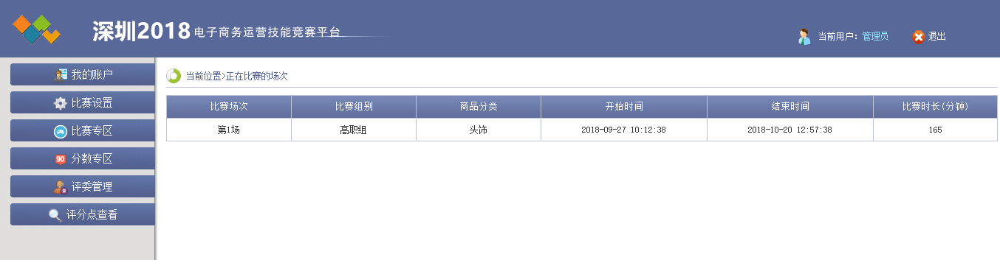 深圳2018 电子商务运营技能竞赛平台
当前用户: 管理员 退出
我的账户
比赛设置
比赛专区
90 分数专区
评委管理
评分点查看
当前位置>正在比赛的场次
比赛场次 比赛组别 商品分类 开始时间 结束时间 比赛时长(分钟)
第1场 高职组 头饰 2018-09-27 10:12:38 2018-10-20 12:57:38 165